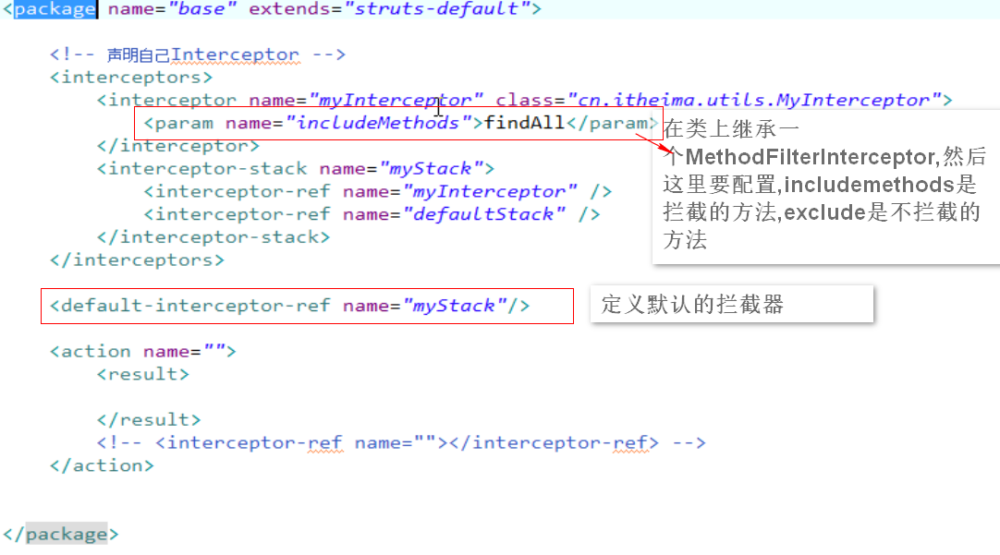 <package name="base" extends="struts-default">
<!-- 声明自己Interceptor -->
<interceptors>
<interceptor name="myInterceptor" class="cn.itheima.utils.MyInterceptor">
<param name="includeMethods">findAll</param>
</interceptor>
<interceptor-stack name="myStack">
<interceptor-ref name="myInterceptor" />
<interceptor-ref name="defaultStack" />
</interceptor-stack>
</interceptors>
在类上继承一
个MethodFilterInterceptor,然后
这里要配置,includemethods是
拦截的方法,exclude是不拦截的
方法
<default-interceptor-ref name="myStack"/>
定义默认的拦截器
<action name="">
<result>
</result>
<!-- <interceptor-ref name=""></interceptor-ref> -->
</action>
</package>